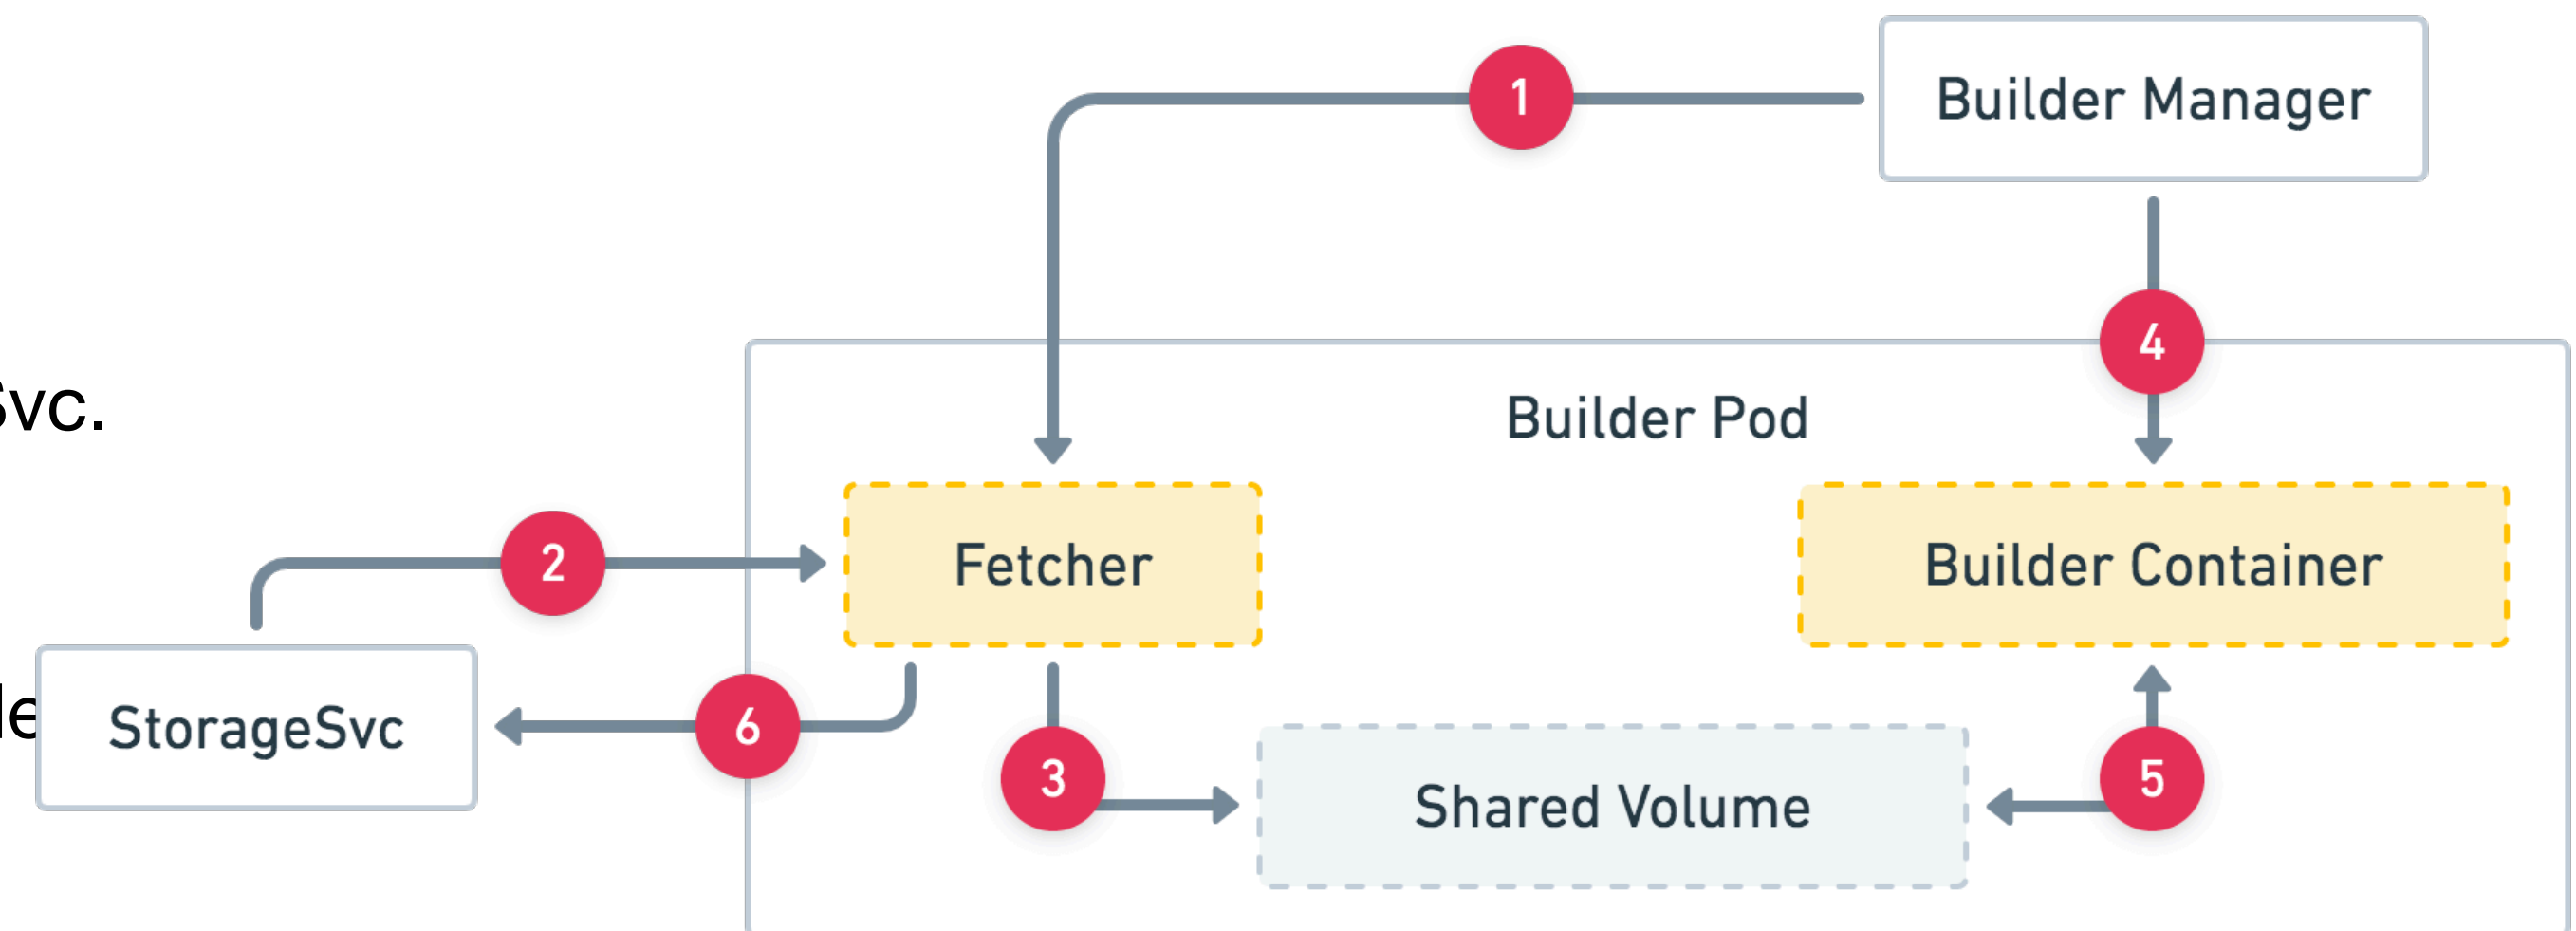 1
Builder Manager
4
Svc.
Builder Pod
2
Fetcher
Builder Container
StorageSvc
6
3
Shared Volume
5